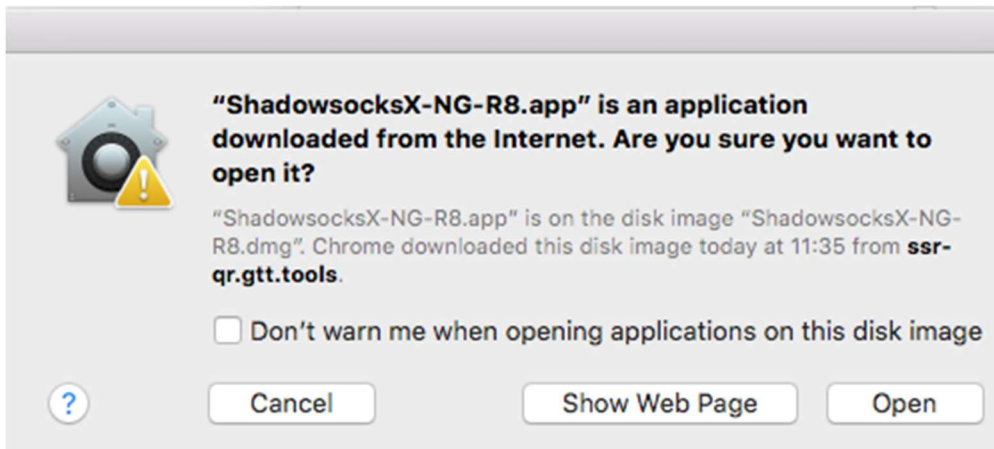 “ShadowsocksX-NG-R8.app” is an application
downloaded from the Internet. Are you sure you want to
open it?
“ShadowsocksX-NG-R8.app” is on the disk image “ShadowsocksX-NG-
R8.dmg”. Chrome downloaded this disk image today at 11:35 from ssr-
qr.gtt.tools.
Don’t warn me when opening applications on this disk image
? Cancel Show Web Page Open